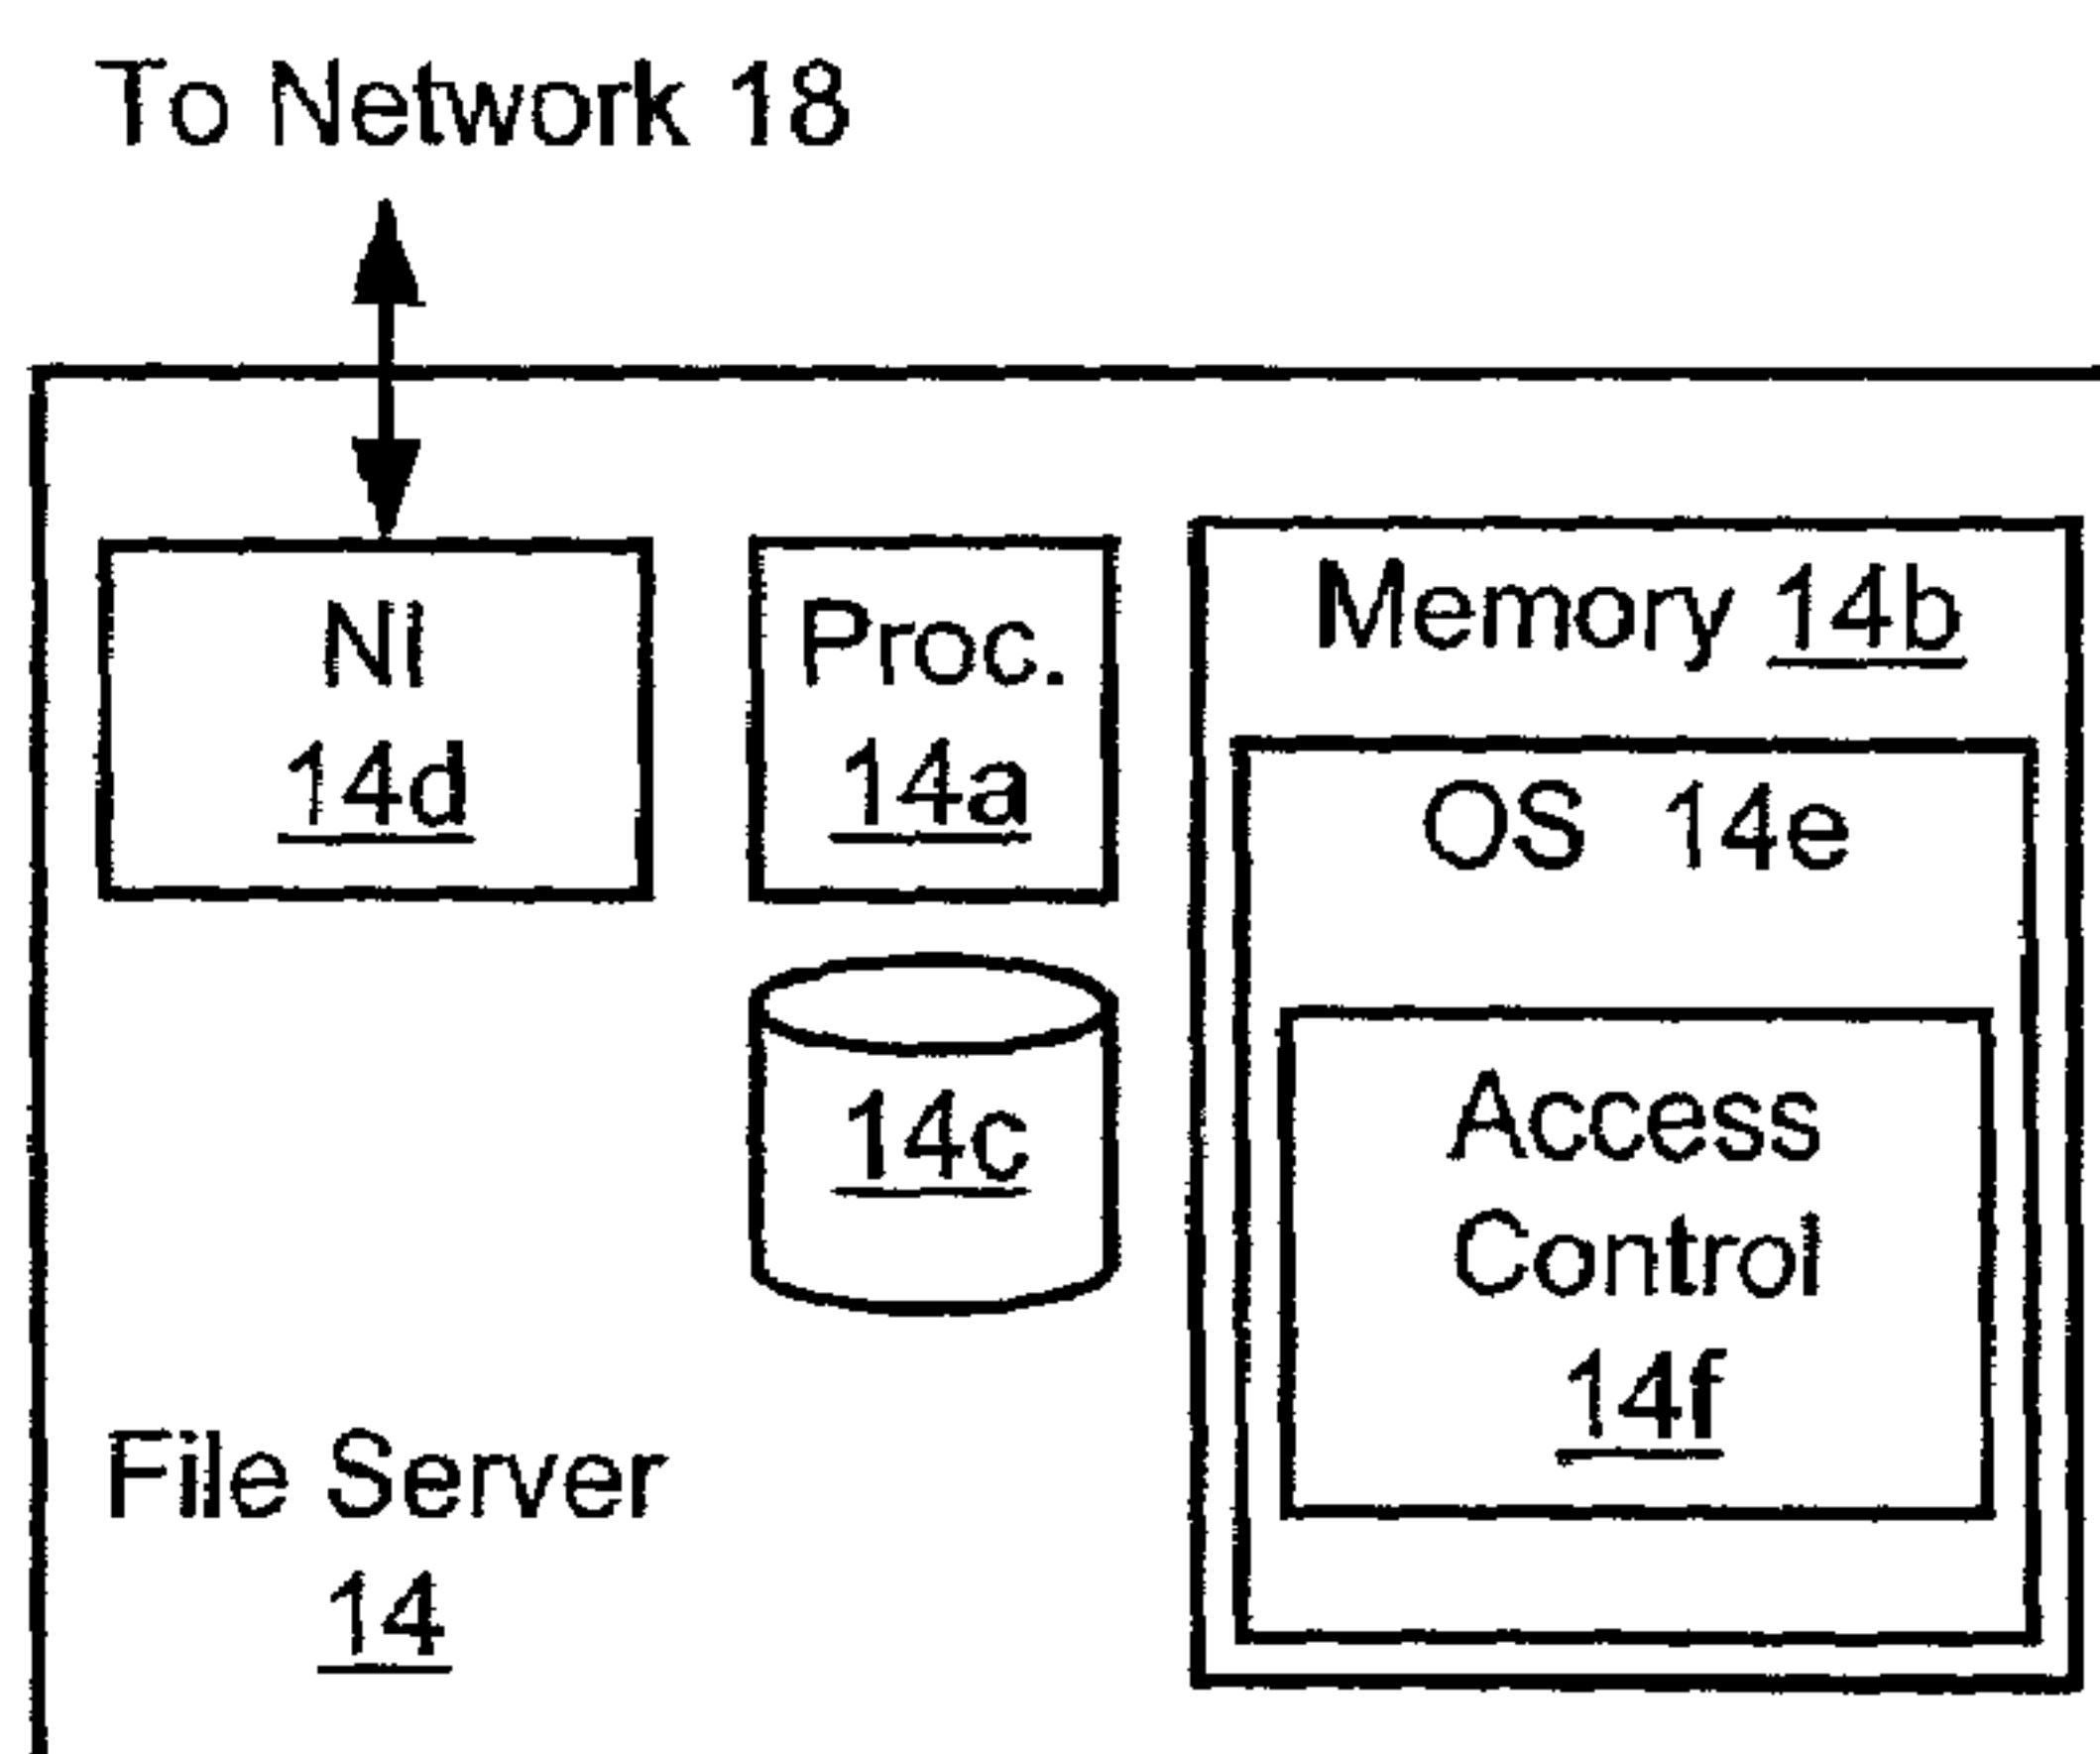 To Network 18
NI
14d
Proc.
14a
14c
Memory 14b
OS 14e
Access
Control
14f
File Server
14